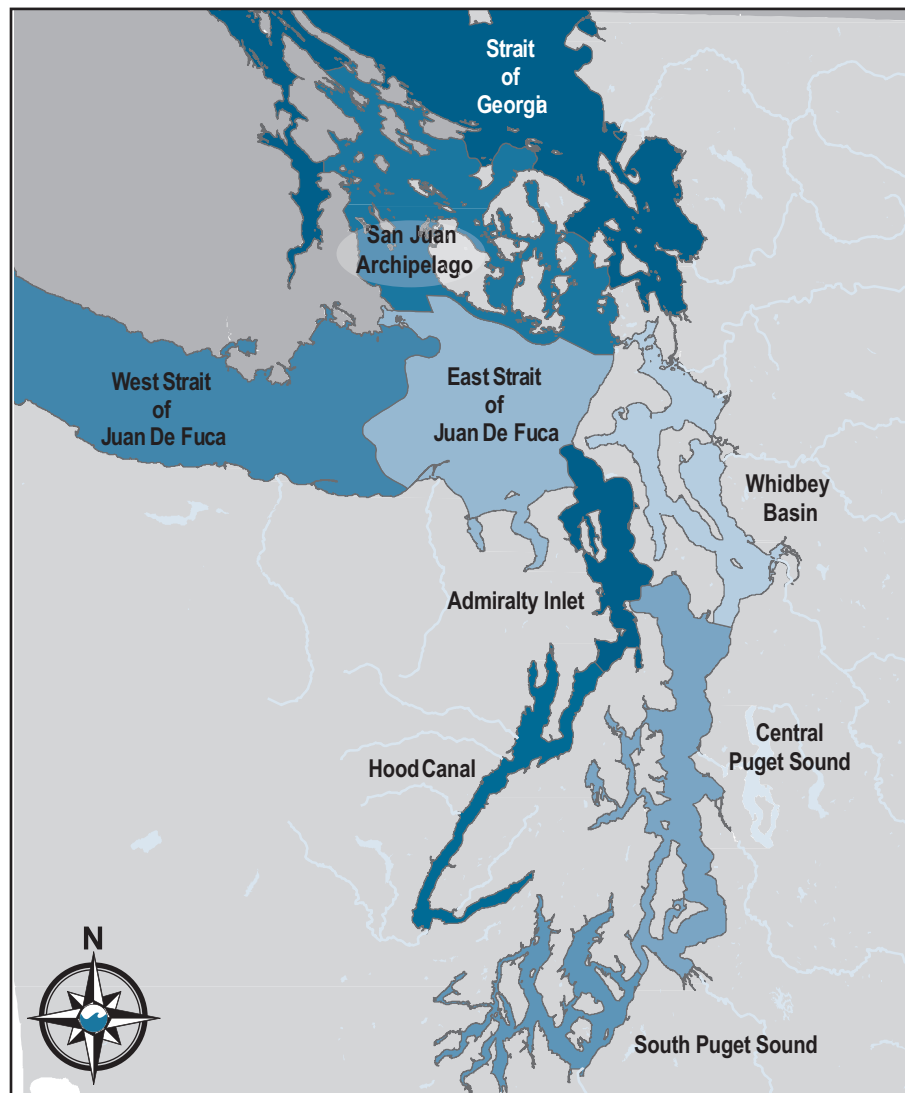 Strait
of
Georgia
San Juan
Archipelago
West Strait
of
Juan De Fuca
East Strait
of
Juan De Fuca
Whidbey
Basin
Admiralty Inlet
Central
Puget Sound
Hood Canal
N
South Puget Sound